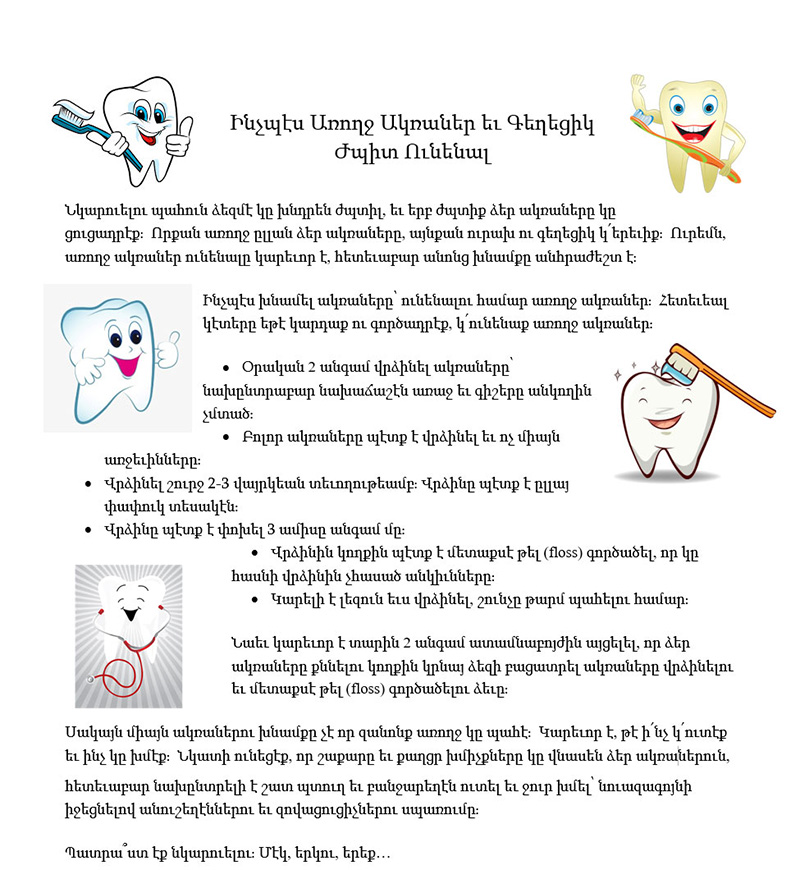 Ինչպէս Առողջ Ակռաներ եւ Գեղեցիկ
Ժպիտ Ունենալ
Նկարուելու պահուն ձեզմէ կը խնդրեն ժպտիլ, եւ երբ ժպտիք ձեր ակռաները կը
ցուցադրէք։ Որքան առողջ ըլլան ձեր ակռաները, այնքան ուրախ ու գեղեցիկ կ՛երեւիք։ Ուրեմն,
առողջ ակռաներ ունենալը կարեւոր է, հետեւաբար անոնց խնամքը անհրաժեշտ է։
Ինչպէս խնամել ակռաները՝ ունենալու համար առողջ ակռաներ։ Հետեւեալ
կէտերը եթէ կարդաք ու գործադրէք, կ՛ունենաք առողջ ակռաներ։
• Օրական 2 անգամ վրձինել ակռաները՝
նախընտրաբար նախաճաշէն առաջ եւ գիշերը անկողին
չմտած։
• Բոլոր ակռաները պէտք է վրձինել եւ ոչ միայն
առջեւինները։
• Վրձինել շուրջ 2-3 վայրկեան տեւողութեամբ։ Վրձինը պէտք է ըլլայ
փափուկ տեսակէն։
• Վրձինը պէտք է փոխել 3 ամիսը անգամ մը։
• Վրձինին կողքին պէտք է մետաքսէ թել (floss) գործածել, որ կը
հասնի վրձինին չհասած անկիւնները։
• Կարելի է լեզուն եւս վրձինել, շունչը թարմ պահելու համար։
Նաեւ կարեւոր է տարին 2 անգամ ատամնաբոյժին այցելել, որ ձեր
ակռաները քննելու կողքին կրնայ ձեզի բացատրել ակռաները վրձինելու
եւ մետաքսէ թել (floss) գործածելու ձեւը։
Սակայն միայն ակռաներու խնամքը չէ որ զանոնք առողջ կը պահէ։ Կարեւոր է, թէ ի՛նչ կ՛ուտէք
եւ ինչ կը խմէք։ Նկատի ունեցէք, որ շաքարը եւ քաղցր խմիչքները կը վնասեն ձեր ակռաներուն,
հետեւաբար նախընտրելի է շատ պտուղ եւ բանջարեղէն ուտել եւ ջուր խմել՝ նուազագոյնի
իջեցնելով անուշեղէններու եւ զովացուցիչներու սպառումը։
Պատրա՞ստ էք նկարուելու։ Մէկ, երկու, երեք…